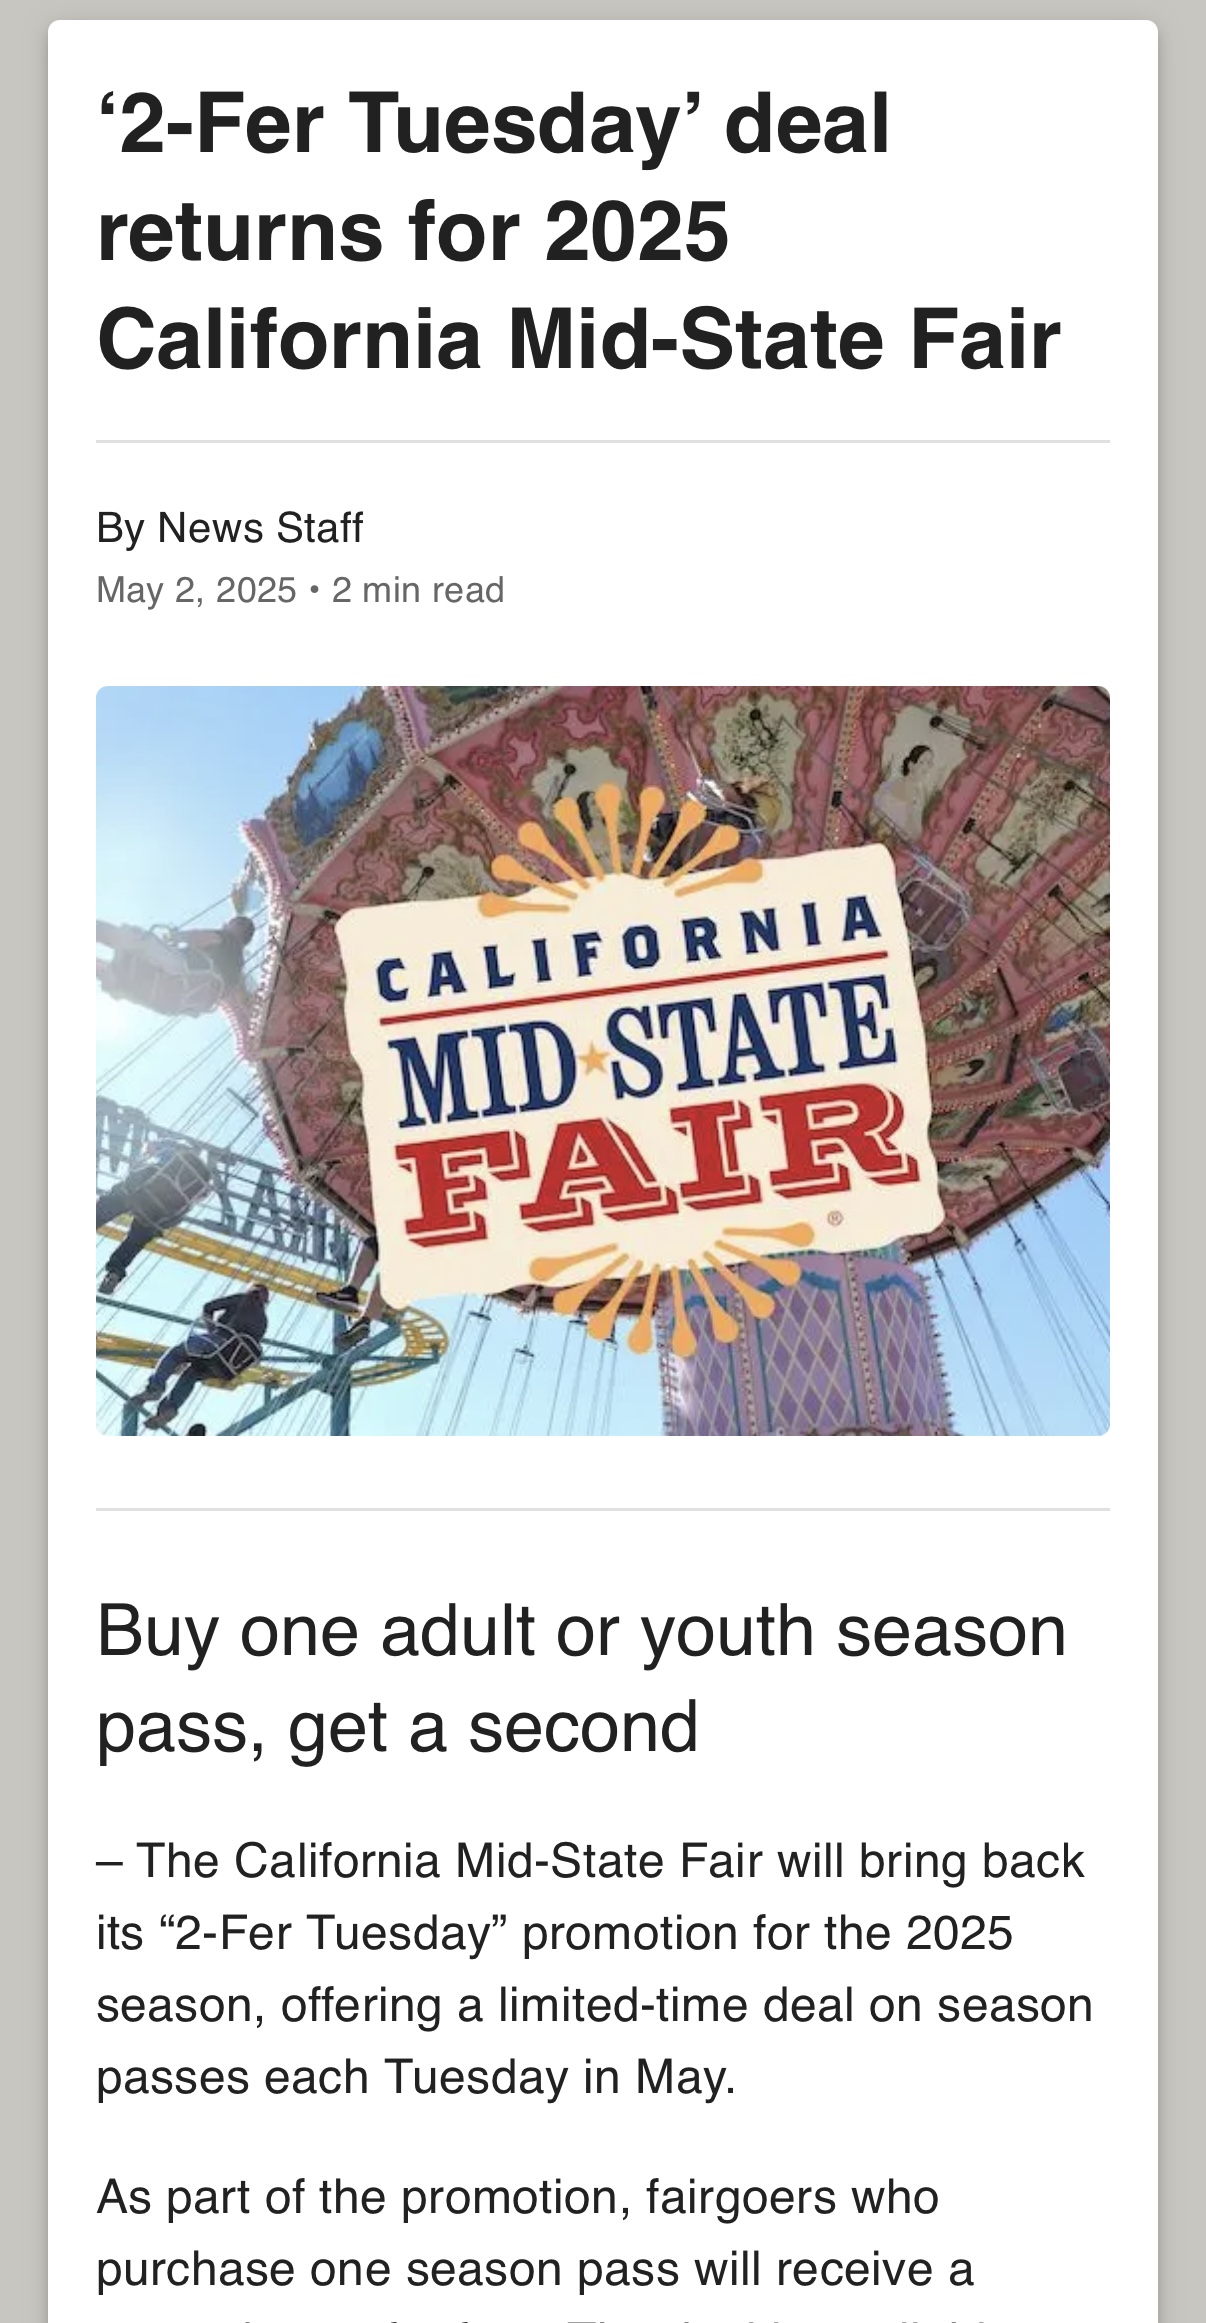 ‘2-Fer Tuesday’ deal
returns for 2025
California Mid-State Fair
By News Staff
May 2, 2025 • 2 min read
CALIFORNIA
MID★STATE
FAIR
®
Buy one adult or youth season
pass, get a second
– The California Mid-State Fair will bring back
its “2-Fer Tuesday” promotion for the 2025
season, offering a limited-time deal on season
passes each Tuesday in May.
As part of the promotion, fairgoers who
purchase one season pass will receive a